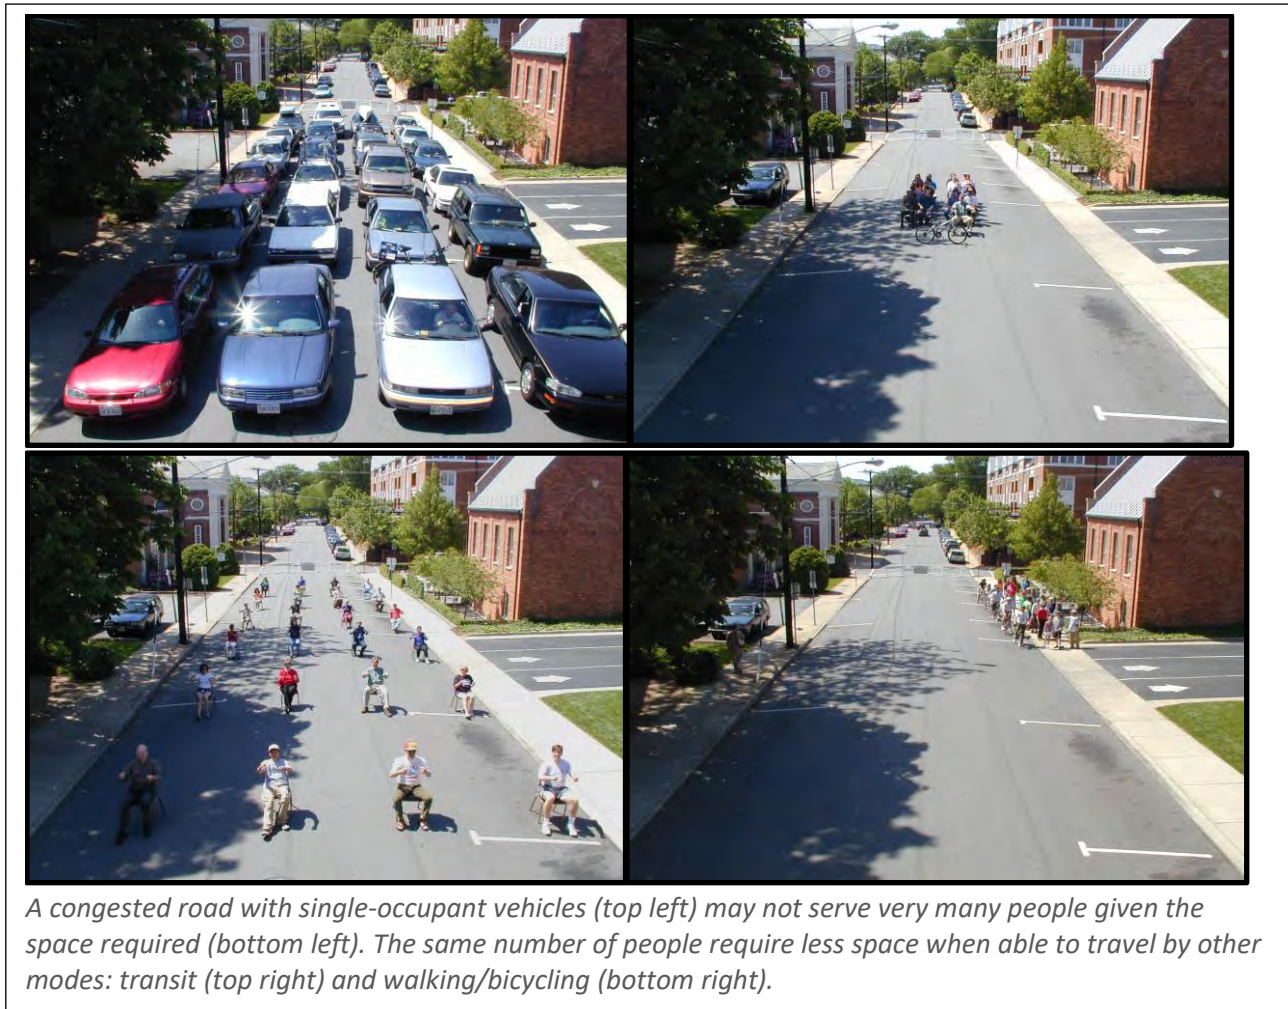 A congested road with single-occupant vehicles (top left) may not serve very many people given the
space required (bottom left). The same number of people require less space when able to travel by other
modes: transit (top right) and walking/bicycling (bottom right).